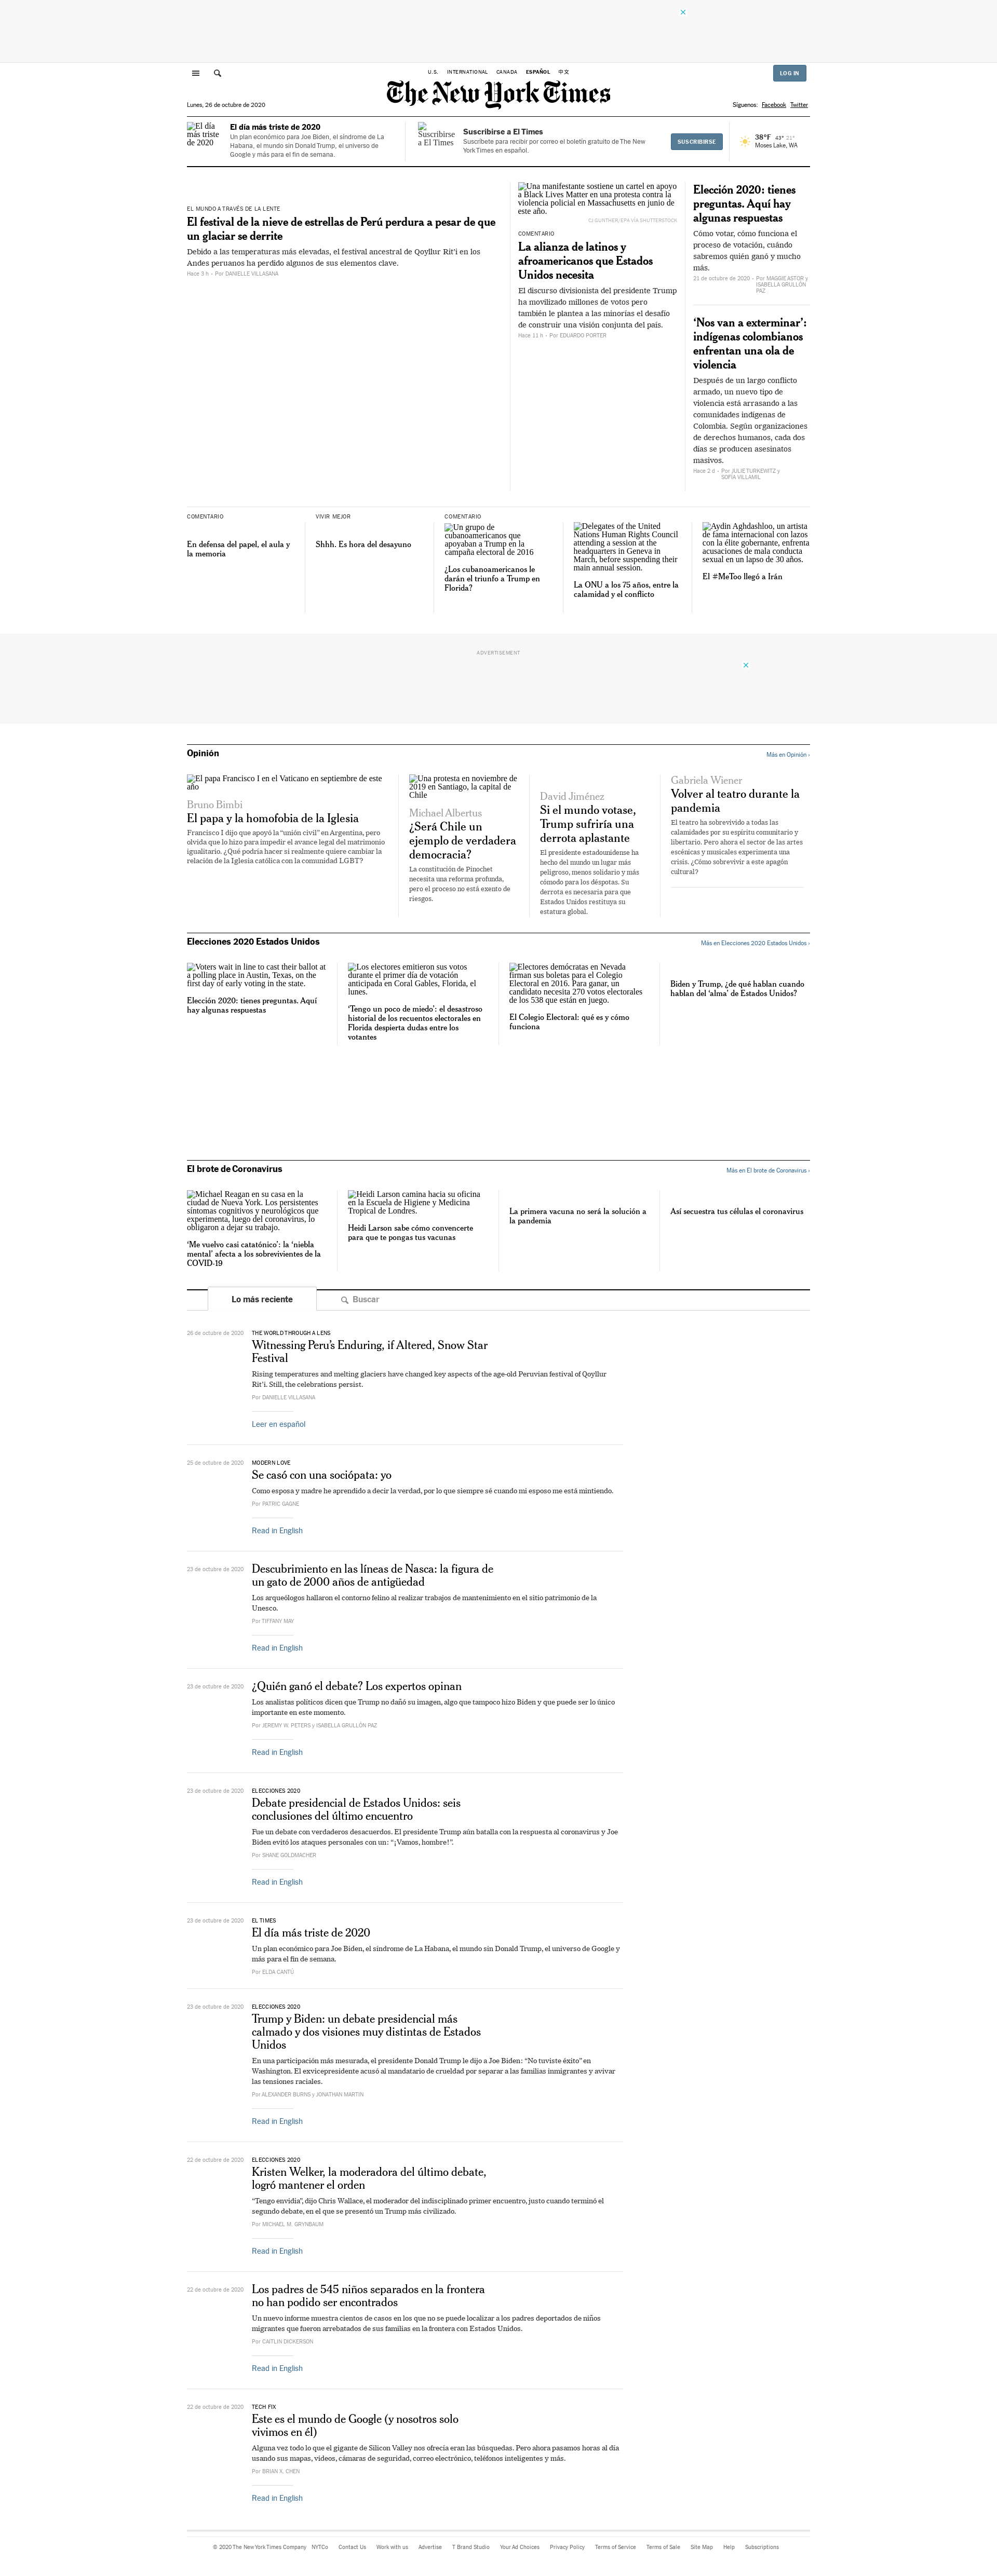 U.S. INTERNATIONAL CANADA ESPAÑOL 中文
LOG IN
The New York Times
Lunes, 26 de octubre de 2020
Síguenos: Facebook Twitter
El día más triste de 2020
El día más triste de 2020
Un plan económico para Joe Biden, el síndrome de La
Habana, el mundo sin Donald Trump, el universo de
Google y más para el fin de semana.
Suscribirse a El Times
Suscribirse a El Times
Suscríbete para recibir por correo el boletín gratuito de The New
York Times en español.
SUSCRIBIRSE
38°F 43° 21°
Moses Lake, WA
EL MUNDO A TRAVÉS DE LA LENTE
El festival de la nieve de estrellas de Perú perdura a pesar de que
un glaciar se derrite
Debido a las temperaturas más elevadas, el festival ancestral de Qoyllur Rit'i en los
Andes peruanos ha perdido algunos de sus elementos clave.
Hace 5 h - Por DANIELLE VILLASANA
Una manifestante sostiene un cartel en apoyo
a Black Lives Matter en una protesta contra la
violencia policial en Massachusetts en junio de
este año.
CJ GUNTHER/EPA VÍA SHUTTERSTOCK
COMENTARIO
La alianza de latinos y
afroamericanos que Estados
Unidos necesita
El discurso divisionista del presidente Trump
ha movilizado millones de votos pero
también le plantea a las minorías el desafío
de construir una visión conjunta del país.
Hace 11 h - Por EDUARDO PORTER
Elección 2020: tienes
preguntas. Aquí hay
algunas respuestas
Cómo votar, cómo funciona el
proceso de votación, cuándo
sabremos quién ganó y mucho
más.
21 de octubre de 2020 - Por MAGGIE ASTOR y
ISABELLA GRULLÓN
PAZ
'Nos van a exterminar':
indígenas colombianos
enfrentan una ola de
violencia
Después de un largo conflicto
armado, un nuevo tipo de
violencia está arrasando a las
comunidades indígenas de
Colombia. Según organizaciones
de derechos humanos, cada dos
días se producen asesinatos
masivos.
Hace 2 d - Por JULIE TURKEWITZ y
SOFÍA VILLAMIL
COMENTARIO
En defensa del papel, el aula y
la memoria
VIVIR MEJOR
Shhh. Es hora del desayuno
COMENTARIO
Un grupo de
cubanoamericanos que
apoyaban a Trump en la
campaña electoral de 2016
¿Los cubanoamericanos le
darán el triunfo a Trump en
Florida?
Delegates of the United
Nations Human Rights Council
attending a session at the
headquarters in Geneva in
March, before suspending their
main annual session.
La ONU a los 75 años, entre la
calamidad y el conflicto
Aydin Aghdashloo, un artista
de fama internacional con lazos
con la élite gobernante, enfrenta
acusaciones de mala conducta
sexual en un lapso de 30 años.
El #MeToo llegó a Irán
ADVERTISEMENT
Opinión
Más en Opinión ›
El papa Francisco I en el Vaticano en septiembre de este
año
Bruno Bimbi
El papa y la homofobia de la Iglesia
Francisco I dijo que apoyó la "unión civil" en Argentina, pero
olvida que lo hizo para impedir el avance legal del matrimonio
igualitario. ¿Qué podría hacer si realmente quiere cambiar la
relación de la Iglesia católica con la comunidad LGBT?
Una protesta en noviembre de
2019 en Santiago, la capital de
Chile
Michael Albertus
¿Será Chile un
ejemplo de verdadera
democracia?
La constitución de Pinochet
necesita una reforma profunda,
pero el proceso no está exento de
riesgos.
David Jiménez
Si el mundo votase,
Trump sufriría una
derrota aplastante
El presidente estadounidense ha
hecho del mundo un lugar más
peligroso, menos solidario y más
cómodo para los déspotas. Su
derrota es necesaria para que
Estados Unidos restituya su
estatura global.
Gabriela Wiener
Volver al teatro durante la
pandemia
El teatro ha sobrevivido a todas las
calamidades por su espíritu comunitario y
libertario. Pero ahora el sector de las artes
escénicas y musicales experimenta una
crisis. ¿Cómo sobrevivir a este apagón
cultural?
Elecciones 2020 Estados Unidos
Más en Elecciones 2020 Estados Unidos ›
Voters wait in line to cast their ballot at
a polling place in Austin, Texas, on the
first day of early voting in the state.
Elección 2020: tienes preguntas. Aquí
hay algunas respuestas
Los electores emitieron sus votos
durante el primer día de votación
anticipada en Coral Gables, Florida, el
lunes.
'Tengo un poco de miedo': el desastroso
historial de los recuentos electorales en
Florida despierta dudas entre los
votantes
Electores demócratas en Nevada
firman sus boletas para el Colegio
Electoral en 2016. Para ganar, un
candidato necesita 270 votos electorales
de los 538 que están en juego.
El Colegio Electoral: qué es y cómo
funciona
Biden y Trump, ¿de qué hablan cuando
hablan del 'alma' de Estados Unidos?
El brote de Coronavirus
Más en El brote de Coronavirus ›
Michael Reagan en su casa en la
ciudad de Nueva York. Los persistentes
síntomas cognitivos y neurológicos que
experimenta, luego del coronavirus, lo
obligaron a dejar su trabajo.
'Me vuelvo casi catatónico': la 'niebla
mental' afecta a los sobrevivientes de la
COVID-19
Heidi Larson camina hacia su oficina
en la Escuela de Higiene y Medicina
Tropical de Londres.
Heidi Larson sabe cómo convencerte
para que te pongas tus vacunas
La primera vacuna no será la solución a
la pandemia
Así secuestra tus células el coronavirus
Lo más reciente
Buscar
26 de octubre de 2020
THE WORLD THROUGH A LENS
Witnessing Peru's Enduring, if Altered, Snow Star
Festival
Rising temperatures and melting glaciers have changed key aspects of the age-old Peruvian festival of Qoyllur
Rit'i. Still, the celebrations persist.
Por DANIELLE VILLASANA
Leer en español
25 de octubre de 2020
MODERN LOVE
Se casó con una sociópata: yo
Como esposa y madre he aprendido a decir la verdad, por lo que siempre sé cuando mi esposo me está mintiendo.
Por PATRIC GAGNE
Read in English
23 de octubre de 2020
Descubrimiento en las líneas de Nasca: la figura de
un gato de 2000 años de antigüedad
Los arqueólogos hallaron el contorno felino al realizar trabajos de mantenimiento en el sitio patrimonio de la
Unesco.
Por TIFFANY MAY
Read in English
23 de octubre de 2020
¿Quién ganó el debate? Los expertos opinan
Los analistas políticos dicen que Trump no dañó su imagen, algo que tampoco hizo Biden y que puede ser lo único
importante en este momento.
Por JEREMY W. PETERS y ISABELLA GRULLÓN PAZ
Read in English
23 de octubre de 2020
ELECCIONES 2020
Debate presidencial de Estados Unidos: seis
conclusiones del último encuentro
Fue un debate con verdaderos desacuerdos. El presidente Trump aún batalla con la respuesta al coronavirus y Joe
Biden evitó los ataques personales con un: "¡Vamos, hombre!".
Por SHANE GOLDMACHER
Read in English
23 de octubre de 2020
EL TIMES
El día más triste de 2020
Un plan económico para Joe Biden, el síndrome de La Habana, el mundo sin Donald Trump, el universo de Google y
más para el fin de semana.
Por ELDA CANTÚ
23 de octubre de 2020
ELECCIONES 2020
Trump y Biden: un debate presidencial más
calmado y dos visiones muy distintas de Estados
Unidos
En una participación más mesurada, el presidente Donald Trump le dijo a Joe Biden: "No tuviste éxito" en
Washington. El exvicepresidente acusó al mandatario de crueldad por separar a las familias inmigrantes y avivar
las tensiones raciales.
Por ALEXANDER BURNS y JONATHAN MARTIN
Read in English
22 de octubre de 2020
ELECCIONES 2020
Kristen Welker, la moderadora del último debate,
logró mantener el orden
"Tengo envidia", dijo Chris Wallace, el moderador del indisciplinado primer encuentro, justo cuando terminó el
segundo debate, en el que se presentó un Trump más civilizado.
Por MICHAEL M. GRYNBAUM
Read in English
22 de octubre de 2020
Los padres de 545 niños separados en la frontera
no han podido ser encontrados
Un nuevo informe muestra cientos de casos en los que no se puede localizar a los padres deportados de niños
migrantes que fueron arrebatados de sus familias en la frontera con Estados Unidos.
Por CAITLIN DICKERSON
Read in English
22 de octubre de 2020
TECH FIX
Este es el mundo de Google (y nosotros solo
vivimos en él)
Alguna vez todo lo que el gigante de Silicon Valley nos ofrecía eran las búsquedas. Pero ahora pasamos horas al día
usando sus mapas, videos, cámaras de seguridad, correo electrónico, teléfonos inteligentes y más.
Por BRIAN X. CHEN
Read in English
© 2020 The New York Times Company NYTCo Contact Us Work with us Advertise T Brand Studio Your Ad Choices Privacy Policy Terms of Service Terms of Sale Site Map Help Subscriptions